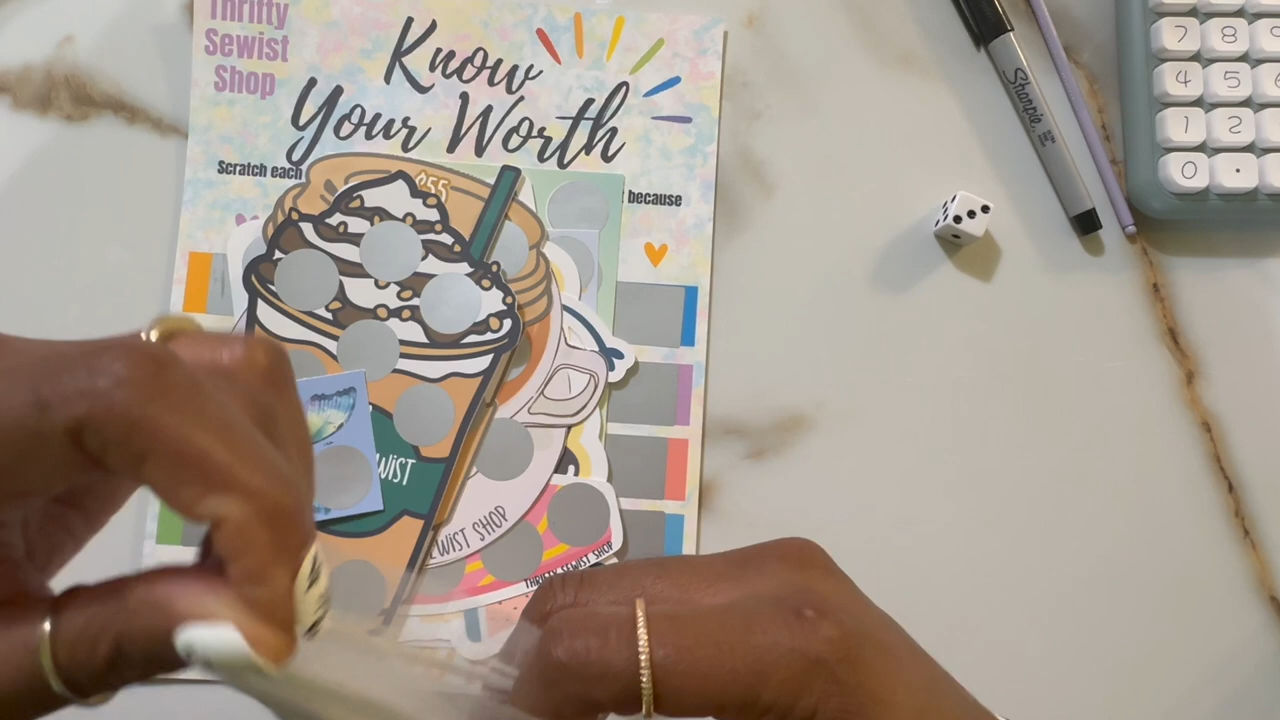 Thrifty
Sewist
Shop
Know
Your Worth
Scratch each
because
$55
WIST
EWIST SHOP
THRIFTY SEWIST SHOP
Sharpie
7 8
4 5 6
1 2
0 .